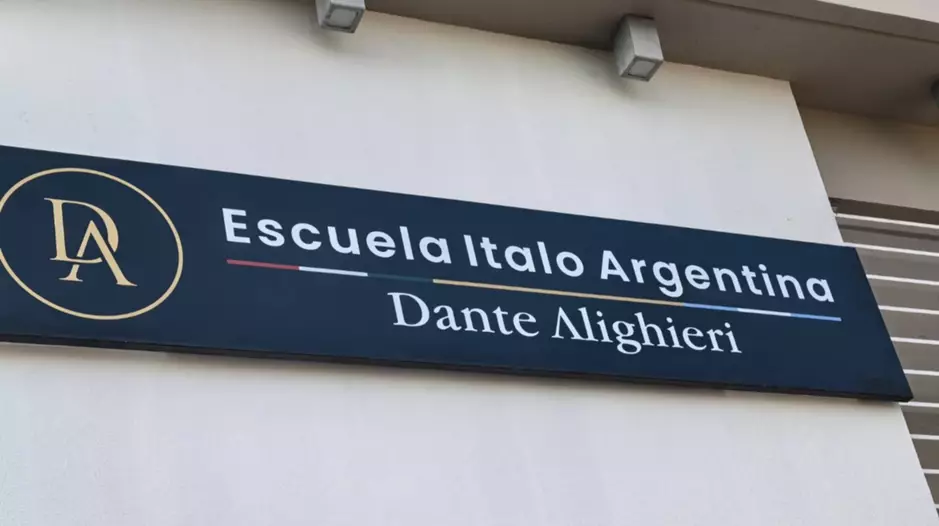 DA
Escuela Italo Argentina
Dante Alighieri